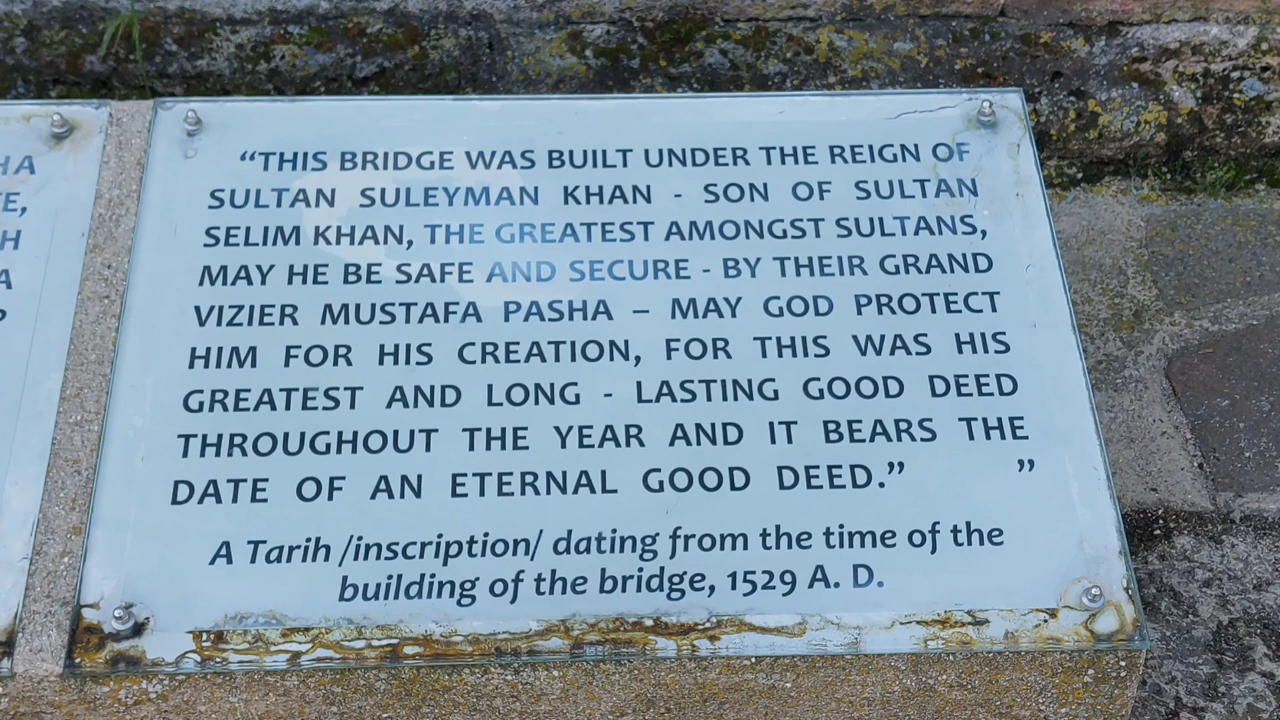 HA
E,
H
A
P
“THIS BRIDGE WAS BUILT UNDER THE REIGN OF
SULTAN SULEYMAN KHAN - SON OF SULTAN
SELIM KHAN, THE GREATEST AMONGST SULTANS,
MAY HE BE SAFE AND SECURE - BY THEIR GRAND
VIZIER MUSTAFA PASHA – MAY GOD PROTECT
HIM FOR HIS CREATION, FOR THIS WAS HIS
GREATEST AND LONG - LASTING GOOD DEED
THROUGHOUT THE YEAR AND IT BEARS THE
DATE OF AN ETERNAL GOOD DEED.” ”
A Tarih /inscription/ dating from the time of the
building of the bridge, 1529 A. D.